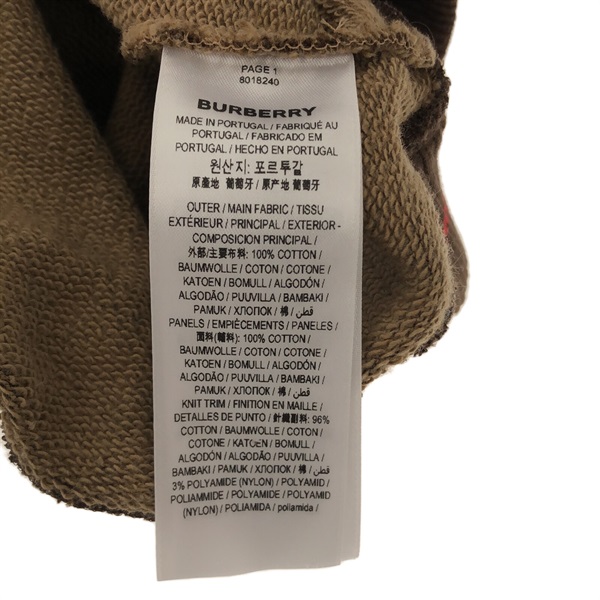 PAGE 1
8018240
BURBERRY
MADE IN PORTUGAL / FABRIQUÉ AU
PORTUGAL / FABRICADO EM
PORTUGAL / HECHO EN PORTUGAL
원산지: 포르투갈
原產地 葡萄牙 / 原产地 葡萄牙
OUTER / MAIN FABRIC / TISSU
EXTÉRIEUR / PRINCIPAL / EXTERIOR-
COMPOSICIÓN PRINCIPAL /
外部/主要布料: 100% COTTON /
BAUMWOLLE / COTON / COTONE /
KATOEN / BOMULL / ALGODÓN /
ALGODÃO / PUUVILLA / BAMBAKI /
PAMUK / ХЛОПОК / 棉 / قطن /
PANELS / EMPIÈCEMENTS / PANELES /
面料(輔料): 100% COTTON /
BAUMWOLLE / COTON / COTONE /
KATOEN / BOMULL / ALGODÓN /
ALGODÃO / PUUVILLA / BAMBAKI /
PAMUK / ХЛОПОК / 棉 / قطن /
KNIT TRIM / FINITION EN MAILLE /
DETALLES DE PUNTO / 針織副料: 96%
COTTON / BAUMWOLLE / COTON /
COTONE / KATOEN / BOMULL /
ALGODÓN / ALGODÃO / PUUVILLA /
BAMBAKI / PAMUK / ХЛОПОК / 棉 / قطن /
3% POLYAMIDE (NYLON) / POLYAMID /
POLIAMMIDE / POLYAMIDE / POLYAMID
(NYLON) / POLIAMIDA / poliamida /